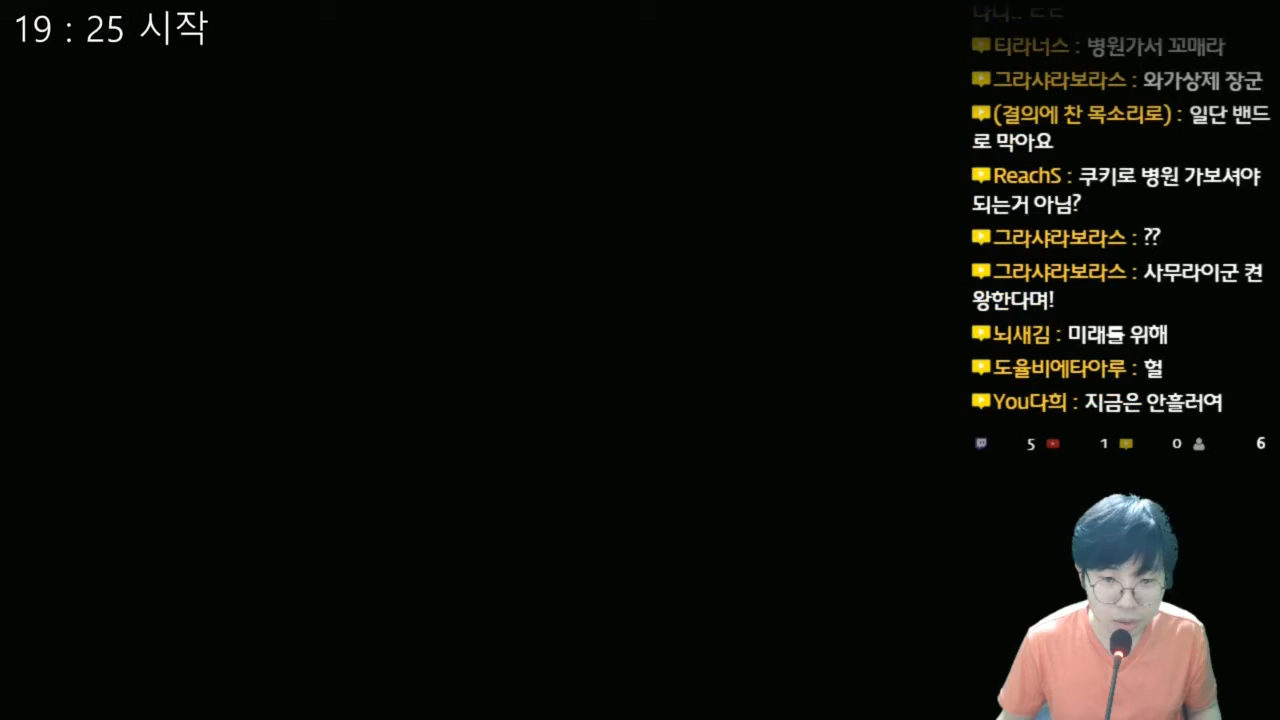 19 : 25 시작
티라너스 : 병원가서 꼬매라
그라샤라보라스 : 와가상제 장군
(결의에 찬 목소리로) : 일단 밴드
로 막아요
ReachS : 쿠키로 병원 가보셔야
되는거 아님?
그라샤라보라스 : ??
그라샤라보라스 : 사무라이군 켠
왕한다며!
뇌새김 : 미래를 위해
도율비에타아루 : 헐
You다희 : 지금은 안흘러여
5 1 0 6